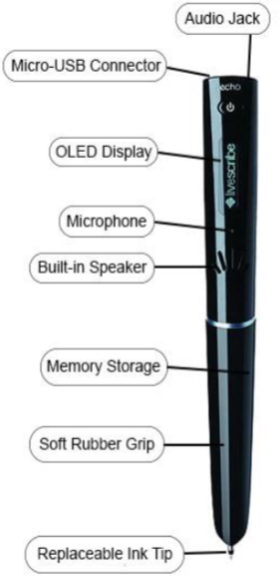 Audio Jack
Micro-USB Connector
echo
OLED Display
livescribe
Microphone
Built-in Speaker
Memory Storage
Soft Rubber Grip
Replaceable Ink Tip